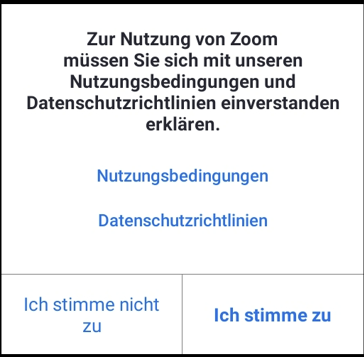 Zur Nutzung von Zoom
müssen Sie sich mit unseren
Nutzungsbedingungen und
Datenschutzrichtlinien einverstanden
erklären.
Nutzungsbedingungen
Datenschutzrichtlinien
Ich stimme nicht
zu
Ich stimme zu